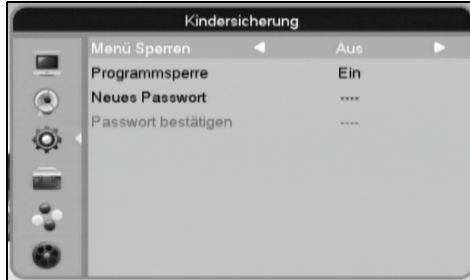 Kindersicherung
Menü Sperren Aus
Programmsperre Ein
Neues Passwort ----
Passwort bestätigen ----